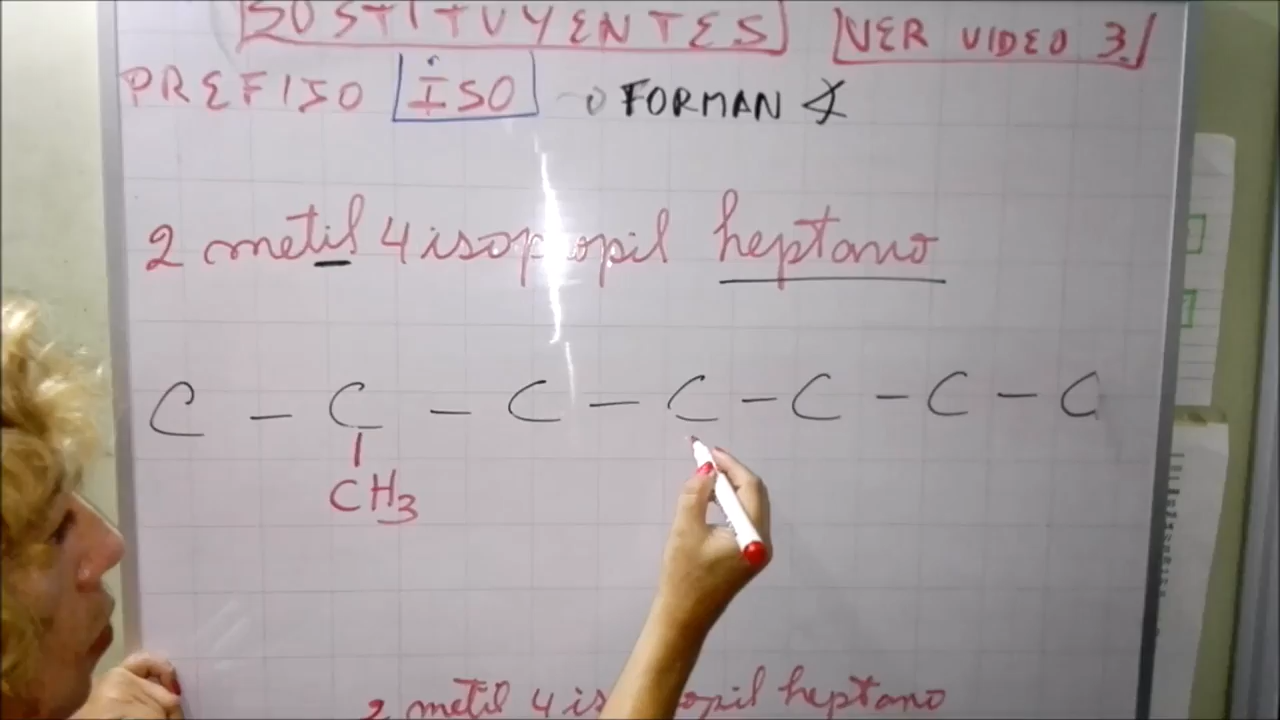 SUSTITUYENTES VER VIDEO 3.
PREFIJO ISO → FORMAN ∢
2 metil 4 isopropil heptano
C - C - C - C - C - C - C
CH3
2 metil 4 is opil heptano